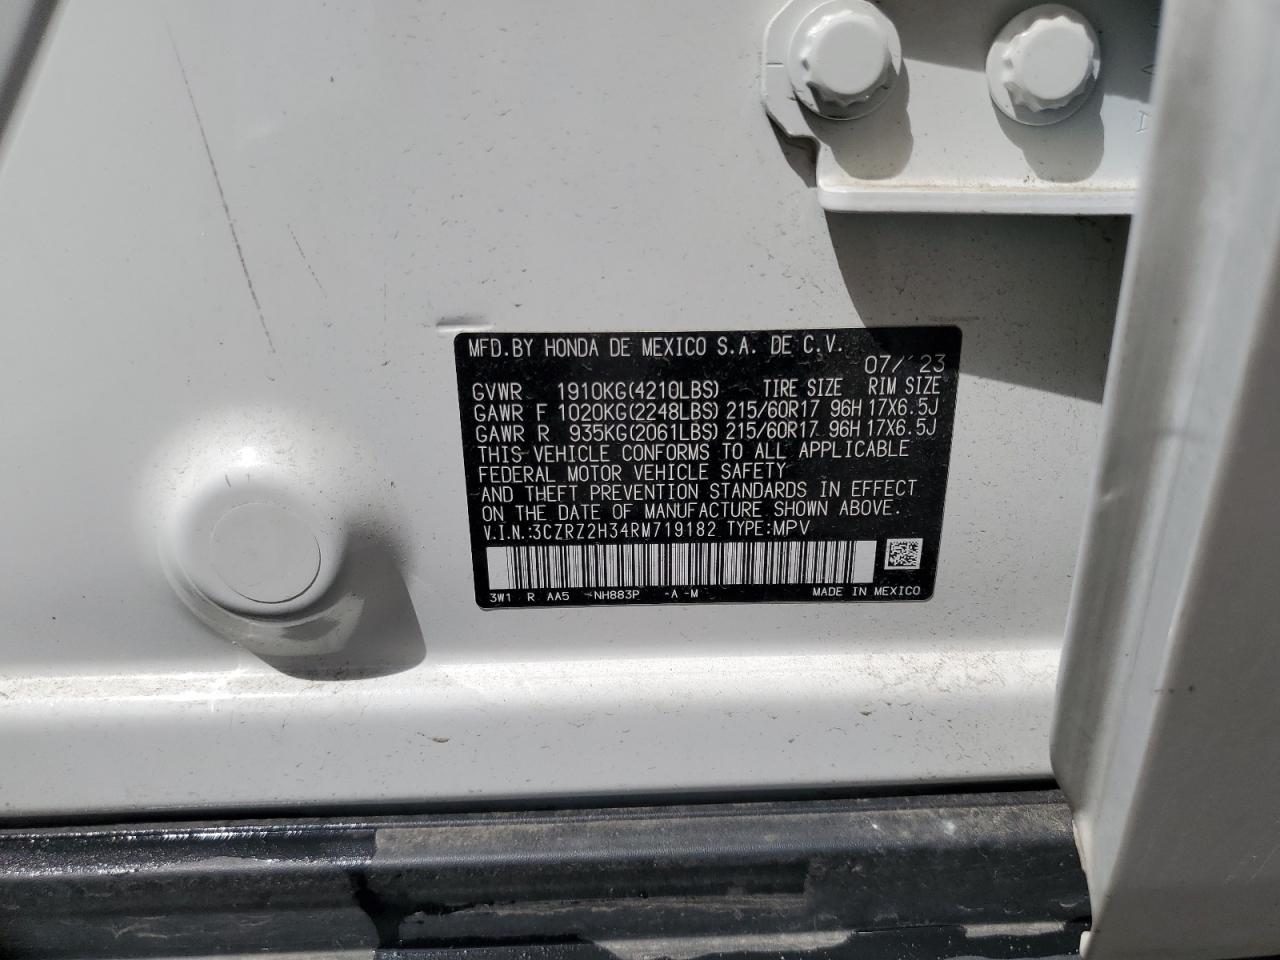 MFD.BY HONDA DE MEXICO S.A. DE C.V.
07/'23
GVWR 1910KG(4210LBS) TIRE SIZE RIM SIZE
GAWR F 1020KG(2248LBS) 215/60R17 96H 17X6.5J
GAWR R 935KG(2061LBS) 215/60R17 96H 17X6.5J
THIS VEHICLE CONFORMS TO ALL APPLICABLE
FEDERAL MOTOR VEHICLE SAFETY
AND THEFT PREVENTION STANDARDS IN EFFECT
ON THE DATE OF MANUFACTURE SHOWN ABOVE.
V.I.N.:3CZRZ2H34RM719182 TYPE:MPV
3W1 R AA5 -NH883P -A -M MADE IN MEXICO